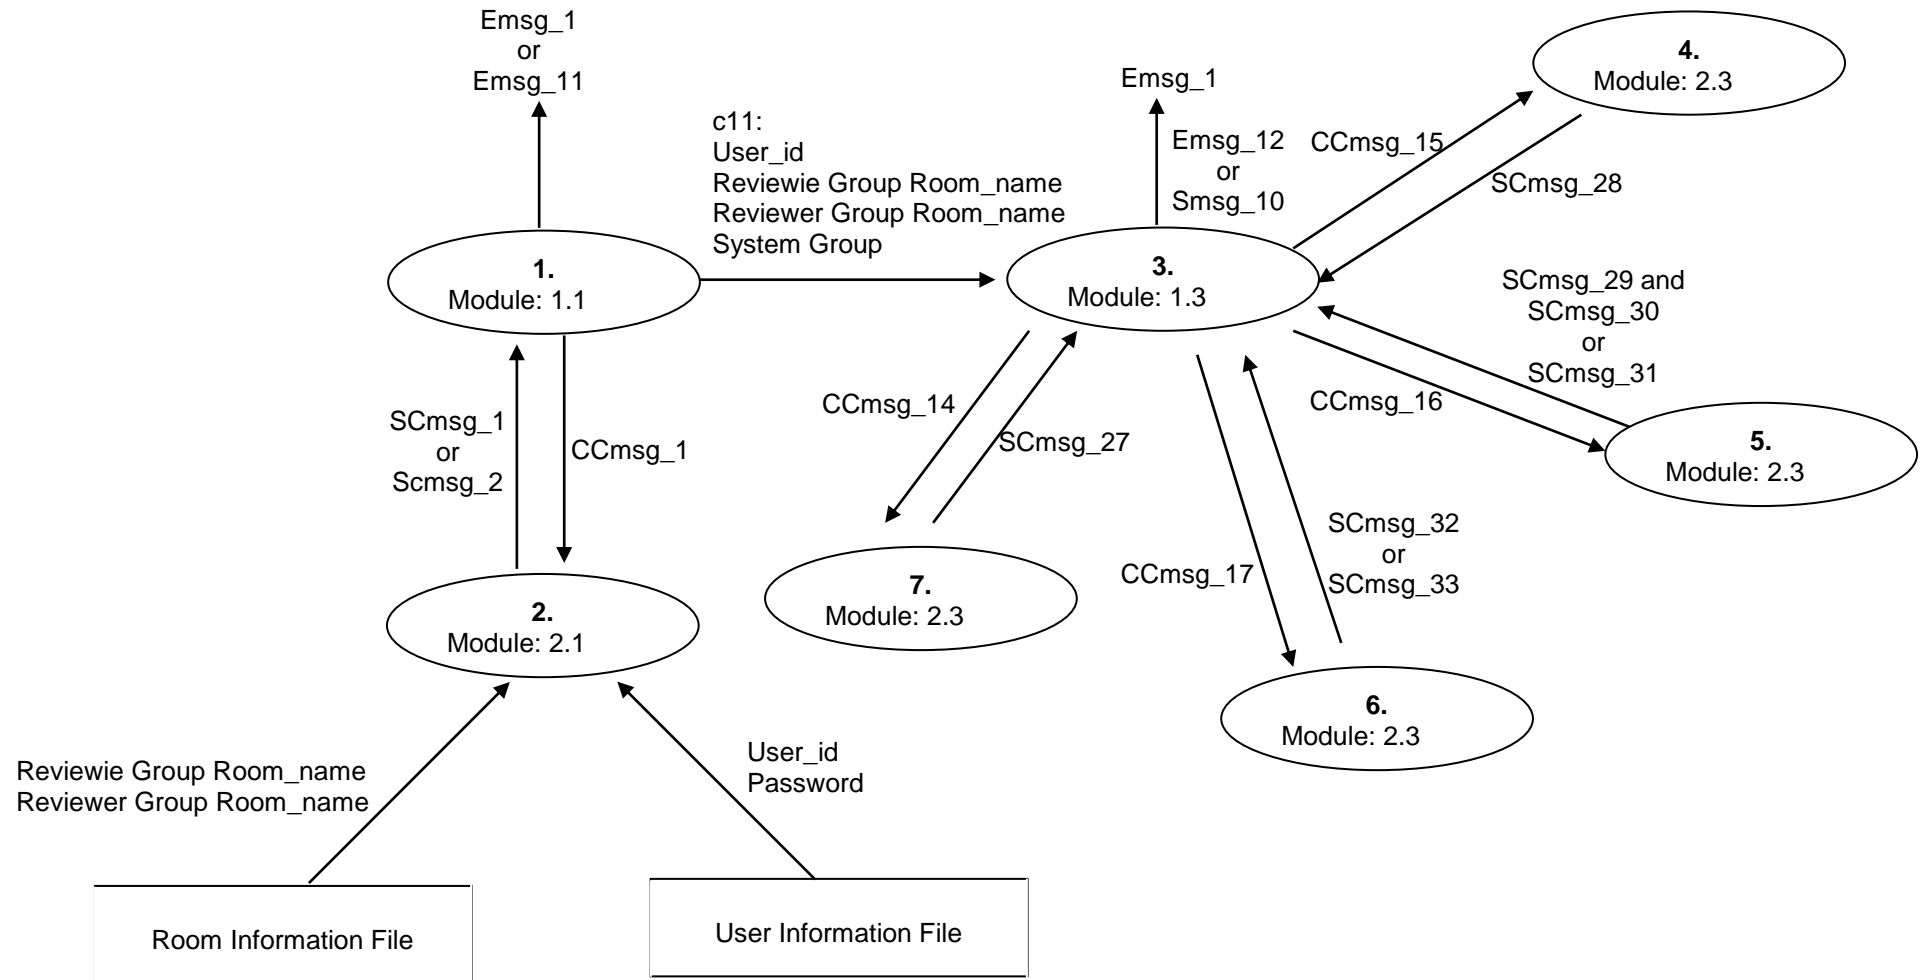 Emsg_1
or
Emsg_11
4.
Module: 2.3
Emsg_1
c11:
User_id
Reviewie Group Room_name
Reviewer Group Room_name
System Group
Emsg_12
or
Smsg_10
CCmsg_15
SCmsg_28
1.
Module: 1.1
3.
Module: 1.3
SCmsg_29 and
SCmsg_30
or
SCmsg_31
SCmsg_1
or
Scmsg_2
CCmsg_1
CCmsg_14
SCmsg_27
CCmsg_16
5.
Module: 2.3
SCmsg_32
or
SCmsg_33
CCmsg_17
2.
Module: 2.1
7.
Module: 2.3
6.
Module: 2.3
Reviewie Group Room_name
Reviewer Group Room_name
User_id
Password
Room Information File
User Information File